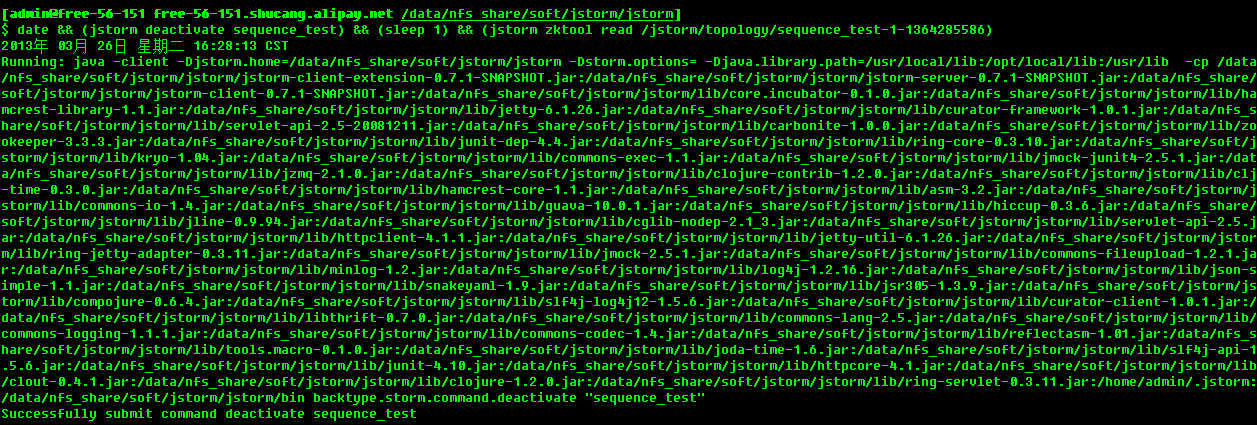 [admin@free-56-151 free-56-151.shucang.alipay.net /data/nfs_share/soft/jstorm/jstorm]
$ date && (jstorm deactivate sequence_test) && (sleep 1) && (jstorm zktool read /jstorm/topology/sequence_test-1-1364285586)
2013年 03月 26日 星期二 16:28:13 CST
Running: java -client -Djstorm.home=/data/nfs_share/soft/jstorm/jstorm -Dstorm.options= -Djava.library.path=/usr/local/lib:/opt/local/lib:/usr/lib  -cp /data
/nfs_share/soft/jstorm/jstorm/jstorm-client-extension-0.7.1-SNAPSHOT.jar:/data/nfs_share/soft/jstorm/jstorm/jstorm-server-0.7.1-SNAPSHOT.jar:/data/nfs_share/
soft/jstorm/jstorm/jstorm-client-0.7.1-SNAPSHOT.jar:/data/nfs_share/soft/jstorm/jstorm/lib/core.incubator-0.1.0.jar:/data/nfs_share/soft/jstorm/jstorm/lib/ha
mcrest-library-1.1.jar:/data/nfs_share/soft/jstorm/jstorm/lib/jetty-6.1.26.jar:/data/nfs_share/soft/jstorm/jstorm/lib/curator-framework-1.0.1.jar:/data/nfs_s
hare/soft/jstorm/jstorm/lib/servlet-api-2.5-20081211.jar:/data/nfs_share/soft/jstorm/jstorm/lib/carbonite-1.0.0.jar:/data/nfs_share/soft/jstorm/jstorm/lib/zo
okeeper-3.3.3.jar:/data/nfs_share/soft/jstorm/jstorm/lib/junit-dep-4.4.jar:/data/nfs_share/soft/jstorm/jstorm/lib/ring-core-0.3.10.jar:/data/nfs_share/soft/j
storm/jstorm/lib/kryo-1.04.jar:/data/nfs_share/soft/jstorm/jstorm/lib/commons-exec-1.1.jar:/data/nfs_share/soft/jstorm/jstorm/lib/jmock-junit4-2.5.1.jar:/dat
a/nfs_share/soft/jstorm/jstorm/lib/jzmq-2.1.0.jar:/data/nfs_share/soft/jstorm/jstorm/lib/clojure-contrib-1.2.0.jar:/data/nfs_share/soft/jstorm/jstorm/lib/clj
-time-0.3.0.jar:/data/nfs_share/soft/jstorm/jstorm/lib/hamcrest-core-1.1.jar:/data/nfs_share/soft/jstorm/jstorm/lib/asm-3.2.jar:/data/nfs_share/soft/jstorm/j
storm/lib/commons-io-1.4.jar:/data/nfs_share/soft/jstorm/jstorm/lib/guava-10.0.1.jar:/data/nfs_share/soft/jstorm/jstorm/lib/hiccup-0.3.6.jar:/data/nfs_share/
soft/jstorm/jstorm/lib/jline-0.9.94.jar:/data/nfs_share/soft/jstorm/jstorm/lib/cglib-nodep-2.1_3.jar:/data/nfs_share/soft/jstorm/jstorm/lib/servlet-api-2.5.j
ar:/data/nfs_share/soft/jstorm/jstorm/lib/httpclient-4.1.1.jar:/data/nfs_share/soft/jstorm/jstorm/lib/jetty-util-6.1.26.jar:/data/nfs_share/soft/jstorm/jstor
m/lib/ring-jetty-adapter-0.3.11.jar:/data/nfs_share/soft/jstorm/jstorm/lib/jmock-2.5.1.jar:/data/nfs_share/soft/jstorm/jstorm/lib/commons-fileupload-1.2.1.ja
r:/data/nfs_share/soft/jstorm/jstorm/lib/minlog-1.2.jar:/data/nfs_share/soft/jstorm/jstorm/lib/log4j-1.2.16.jar:/data/nfs_share/soft/jstorm/jstorm/lib/json-s
imple-1.1.jar:/data/nfs_share/soft/jstorm/jstorm/lib/snakeyaml-1.9.jar:/data/nfs_share/soft/jstorm/jstorm/lib/jsr305-1.3.9.jar:/data/nfs_share/soft/jstorm/js
torm/lib/compojure-0.6.4.jar:/data/nfs_share/soft/jstorm/jstorm/lib/slf4j-log4j12-1.5.6.jar:/data/nfs_share/soft/jstorm/jstorm/lib/curator-client-1.0.1.jar:/
data/nfs_share/soft/jstorm/jstorm/lib/libthrift-0.7.0.jar:/data/nfs_share/soft/jstorm/jstorm/lib/commons-lang-2.5.jar:/data/nfs_share/soft/jstorm/jstorm/lib/
commons-logging-1.1.1.jar:/data/nfs_share/soft/jstorm/jstorm/lib/commons-codec-1.4.jar:/data/nfs_share/soft/jstorm/jstorm/lib/reflectasm-1.01.jar:/data/nfs_s
hare/soft/jstorm/jstorm/lib/tools.macro-0.1.0.jar:/data/nfs_share/soft/jstorm/jstorm/lib/joda-time-1.6.jar:/data/nfs_share/soft/jstorm/jstorm/lib/slf4j-api-1
.5.6.jar:/data/nfs_share/soft/jstorm/jstorm/lib/junit-4.10.jar:/data/nfs_share/soft/jstorm/jstorm/lib/httpcore-4.1.jar:/data/nfs_share/soft/jstorm/jstorm/lib
/clout-0.4.1.jar:/data/nfs_share/soft/jstorm/jstorm/lib/clojure-1.2.0.jar:/data/nfs_share/soft/jstorm/jstorm/lib/ring-servlet-0.3.11.jar:/home/admin/.jstorm:
/data/nfs_share/soft/jstorm/jstorm/bin backtype.storm.command.deactivate "sequence_test"
Successfully submit command deactivate sequence_test